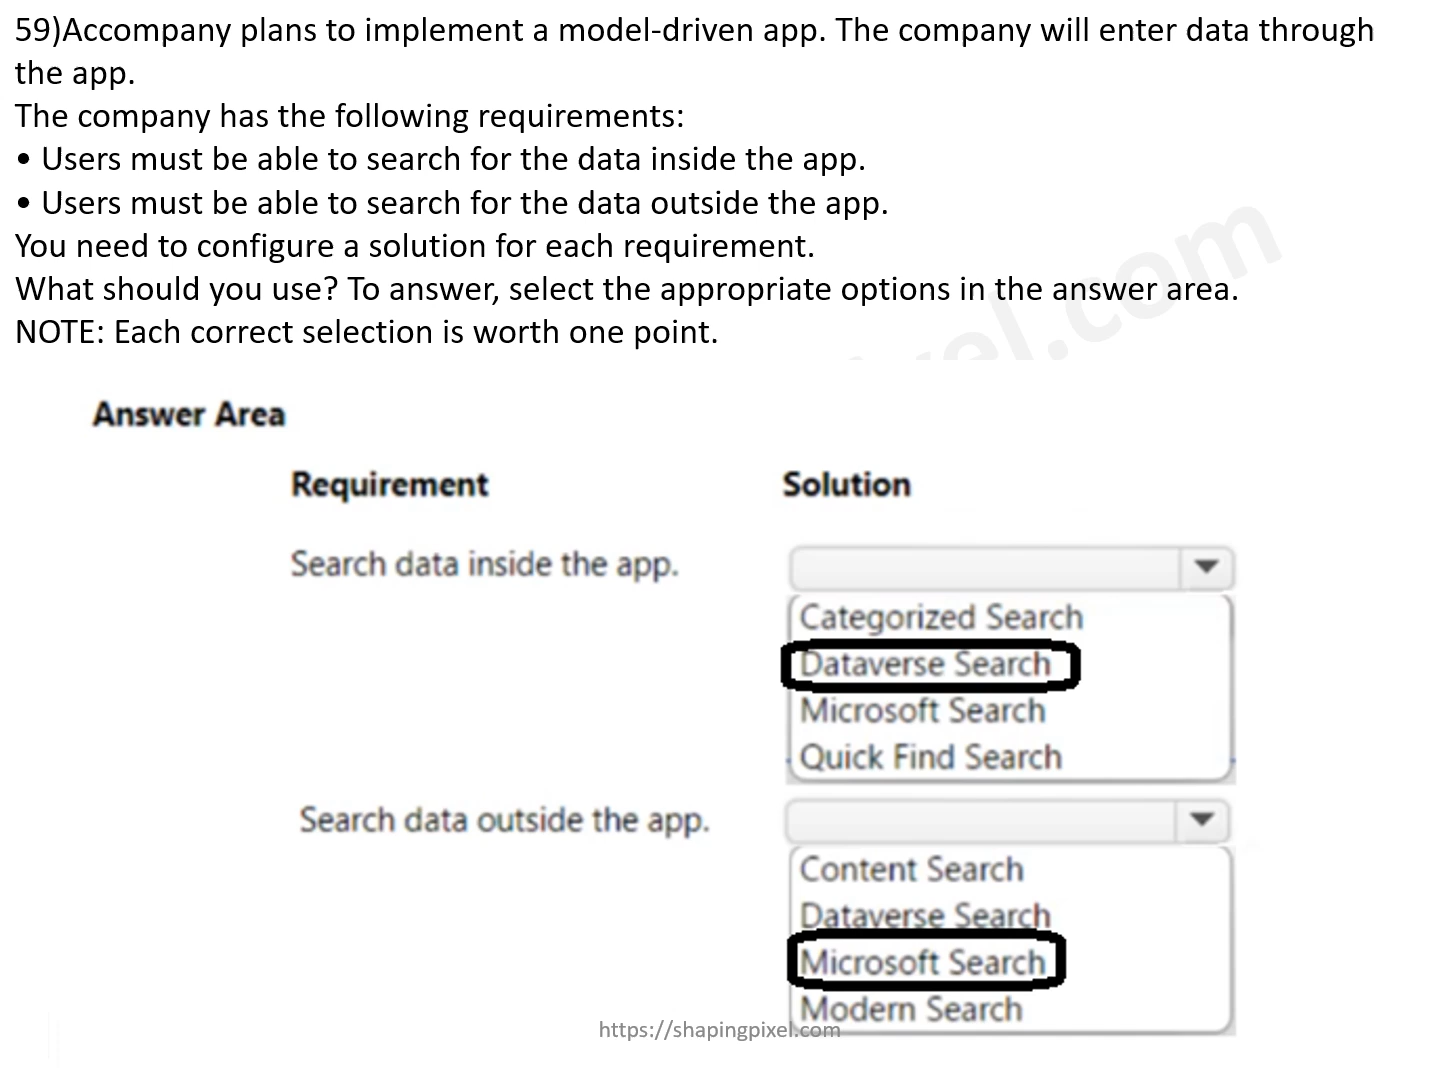 59)Accompany plans to implement a model-driven app. The company will enter data through
the app.
The company has the following requirements:
• Users must be able to search for the data inside the app.
• Users must be able to search for the data outside the app.
You need to configure a solution for each requirement.
What should you use? To answer, select the appropriate options in the answer area.
NOTE: Each correct selection is worth one point.
Answer Area
Requirement Solution
Search data inside the app.
Categorized Search
Dataverse Search
Microsoft Search
Quick Find Search
Search data outside the app.
Content Search
Dataverse Search
Microsoft Search
Modern Search
https://shapingpixel.com